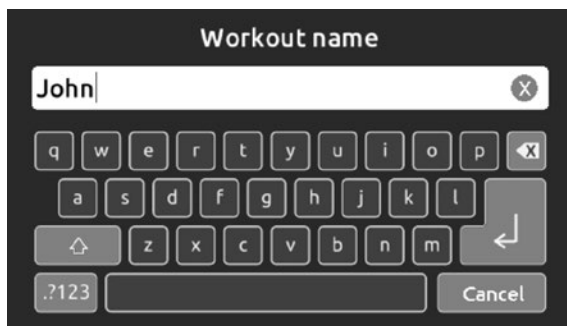 Workout name
John
q w e r t y u i o p
a s d f g h j k l
z x c v b n m
.?123 Cancel